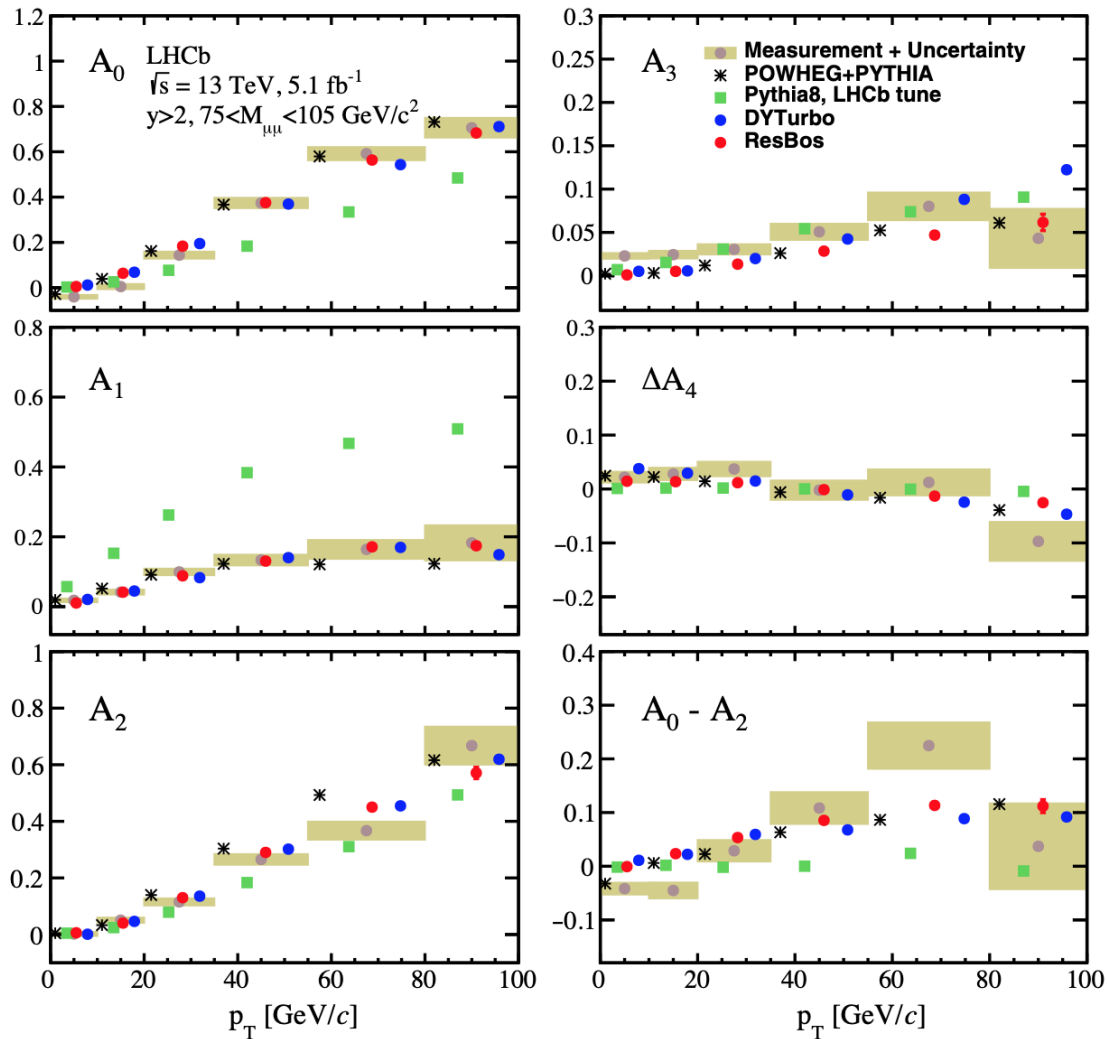 A₀
LHCb
√s = 13 TeV, 5.1 fb⁻¹
y>2, 75<M_μμ<105 GeV/c²
1.2
1
0.8
0.6
0.4
0.2
0
A₃
Measurement + Uncertainty
POWHEG+PYTHIA
Pythia8, LHCb tune
DYTurbo
ResBos
0.3
0.25
0.2
0.15
0.1
0.05
0
A₁
0.8
0.6
0.4
0.2
0
ΔA₄
0.3
0.2
0.1
0
−0.1
−0.2
A₂
1
0.8
0.6
0.4
0.2
0
0 20 40 60 80 100
p_T [GeV/c]
A₀ - A₂
0.4
0.3
0.2
0.1
0
−0.1
0 20 40 60 80 100
p_T [GeV/c]